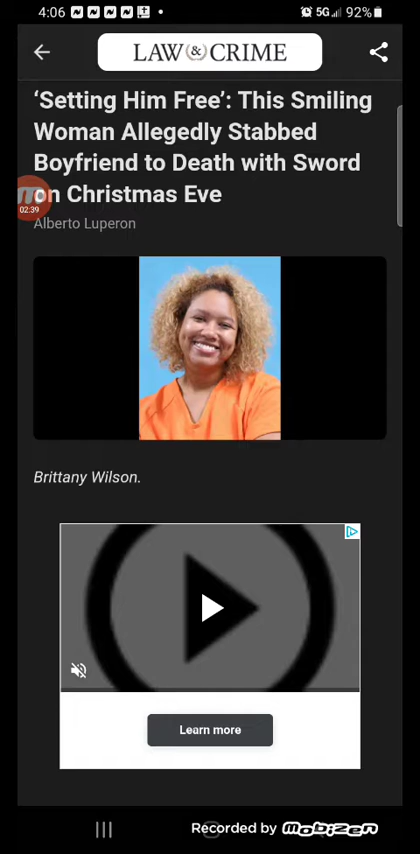 4:06
5G 92%
LAW & CRIME
‘Setting Him Free’: This Smiling
Woman Allegedly Stabbed
Boyfriend to Death with Sword
on Christmas Eve
02:39
Alberto Luperon
Brittany Wilson.
Learn more
Recorded by Mobizen